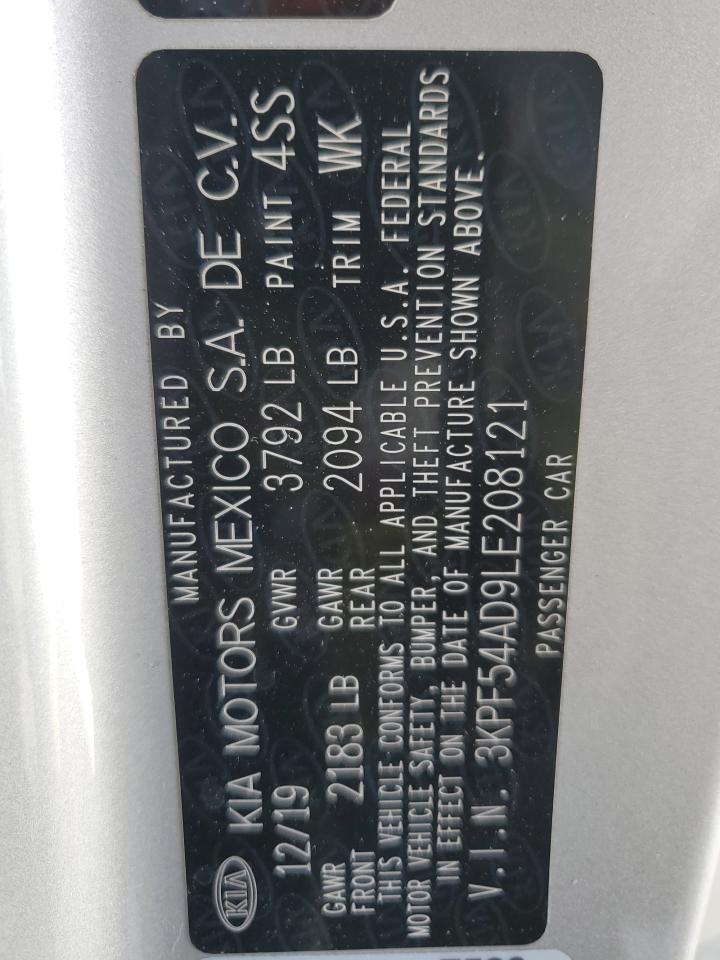 MANUFACTURED BY
KIA KIA MOTORS MEXICO S.A. DE C.V.
12/19 GVWR 3792 LB PAINT 4SS
GAWR FRONT 2183 LB GAWR REAR 2094 LB TRIM WK
THIS VEHICLE CONFORMS TO ALL APPLICABLE U.S.A. FEDERAL
MOTOR VEHICLE SAFETY, BUMPER, AND THEFT PREVENTION STANDARDS
IN EFFECT ON THE DATE OF MANUFACTURE SHOWN ABOVE.
V.I.N. 3KPF54AD9LE208121
PASSENGER CAR